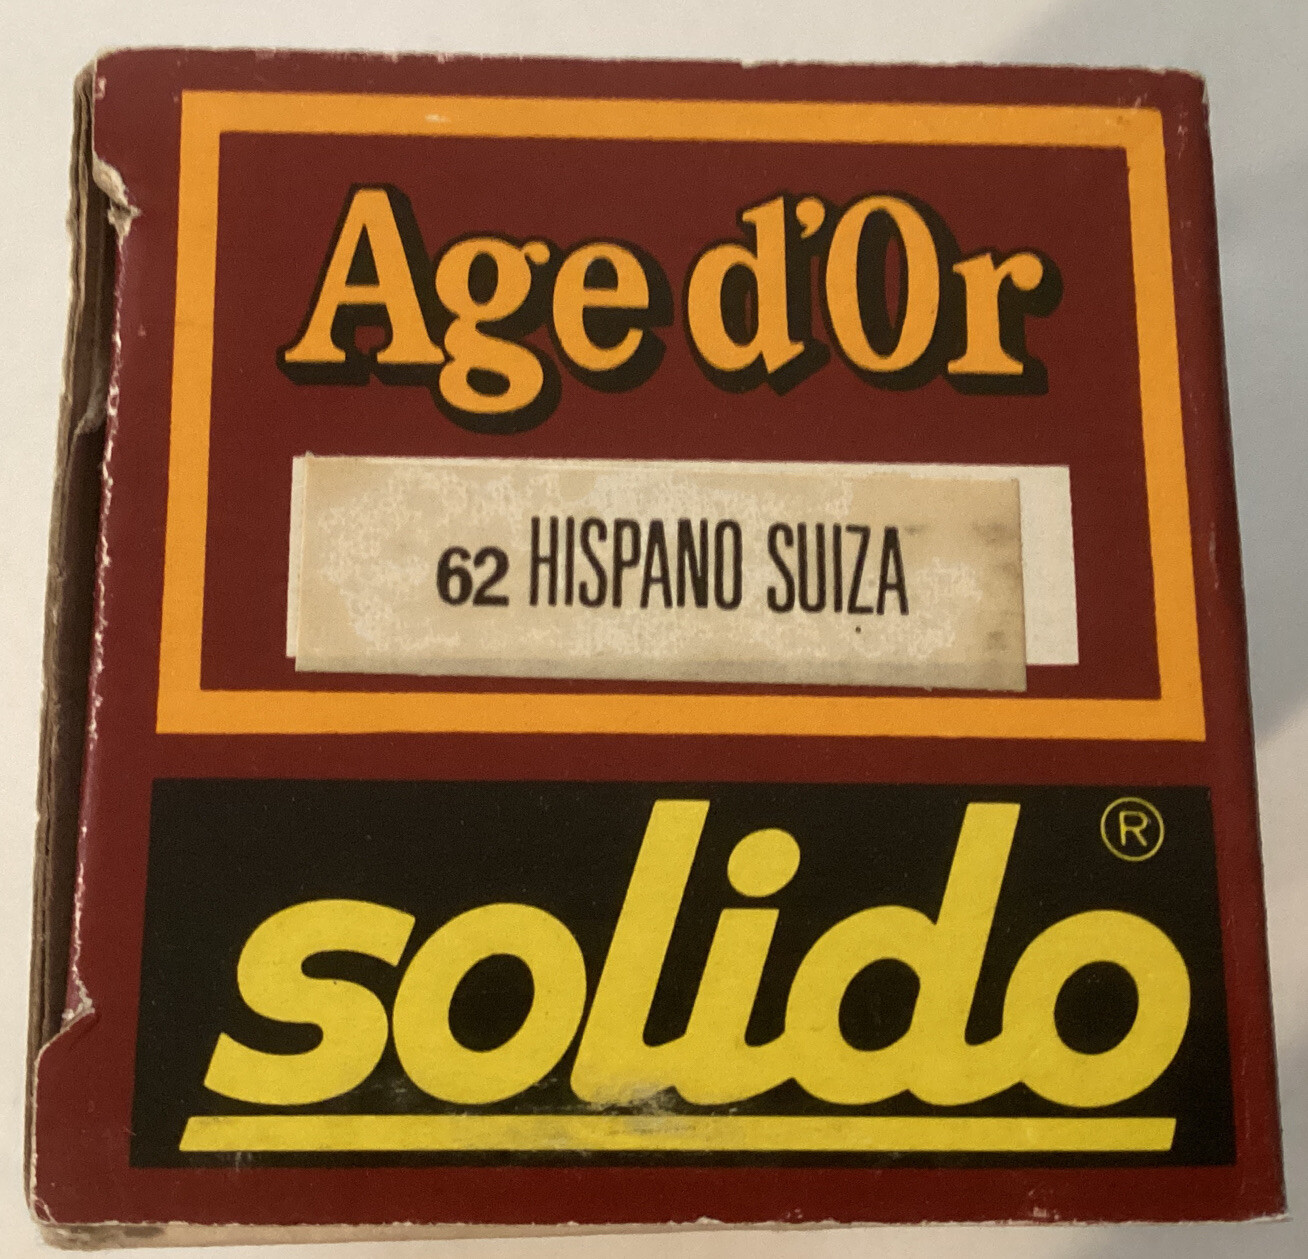 Age d'Or
62 HISPANO SUIZA
solido ®